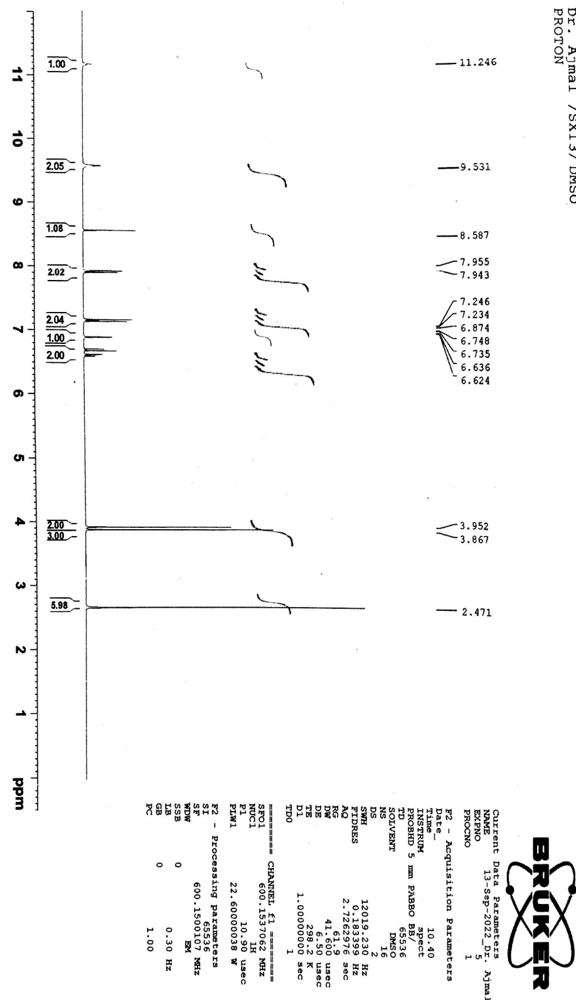 Dr. Ajmal /SX13/ DMSO
PROTON
11.246
9.531
8.587
7.955
7.943
7.246
7.234
6.874
6.748
6.735
6.636
6.624
3.952
3.867
2.471
1.00
2.05
1.08
2.02
2.04
1.00
2.00
2.00
3.00
5.98
11 10 9 8 7 6 5 4 3 2 1 ppm
BRUKER
Current Data Parameters
NAME 13-Sep-2022_Dr. Ajmal
EXPNO 5
PROCNO 1
F2 - Acquisition Parameters
Date_
Time 10.40
INSTRUM spect
PROBHD 5 mm PABBO BB/
TD 65536
SOLVENT DMSO
NS 16
DS 2
SWH 12019.230 Hz
FIDRES 0.183399 Hz
AQ 2.7262976 sec
RG 61.9
DW 41.600 usec
DE 6.50 usec
TE 298.2 K
D1 1.00000000 sec
TD0 1
======== CHANNEL f1 ========
SFO1 600.1537062 MHz
NUC1 1H
P1 10.90 usec
PLW1 22.60000038 W
F2 - Processing parameters
SI 65536
SF 600.1500107 MHz
WDW EM
SSB 0
LB 0.30 Hz
GB 0
PC 1.00